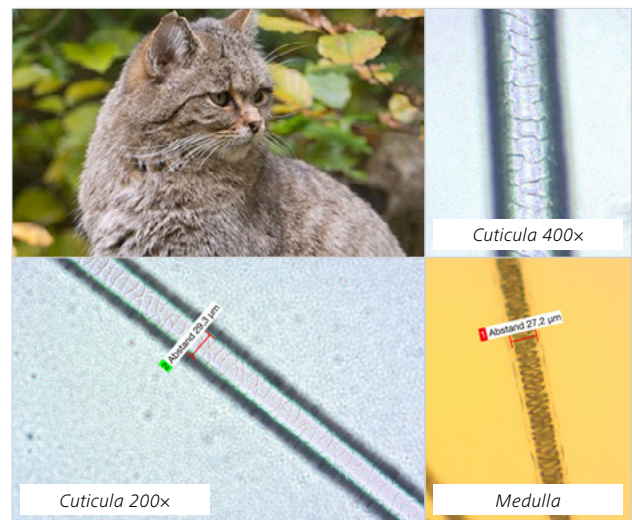 Cuticula 400×
2 Abstand 29,3 µm
1 Abstand 27,2 µm
Cuticula 200×
Medulla